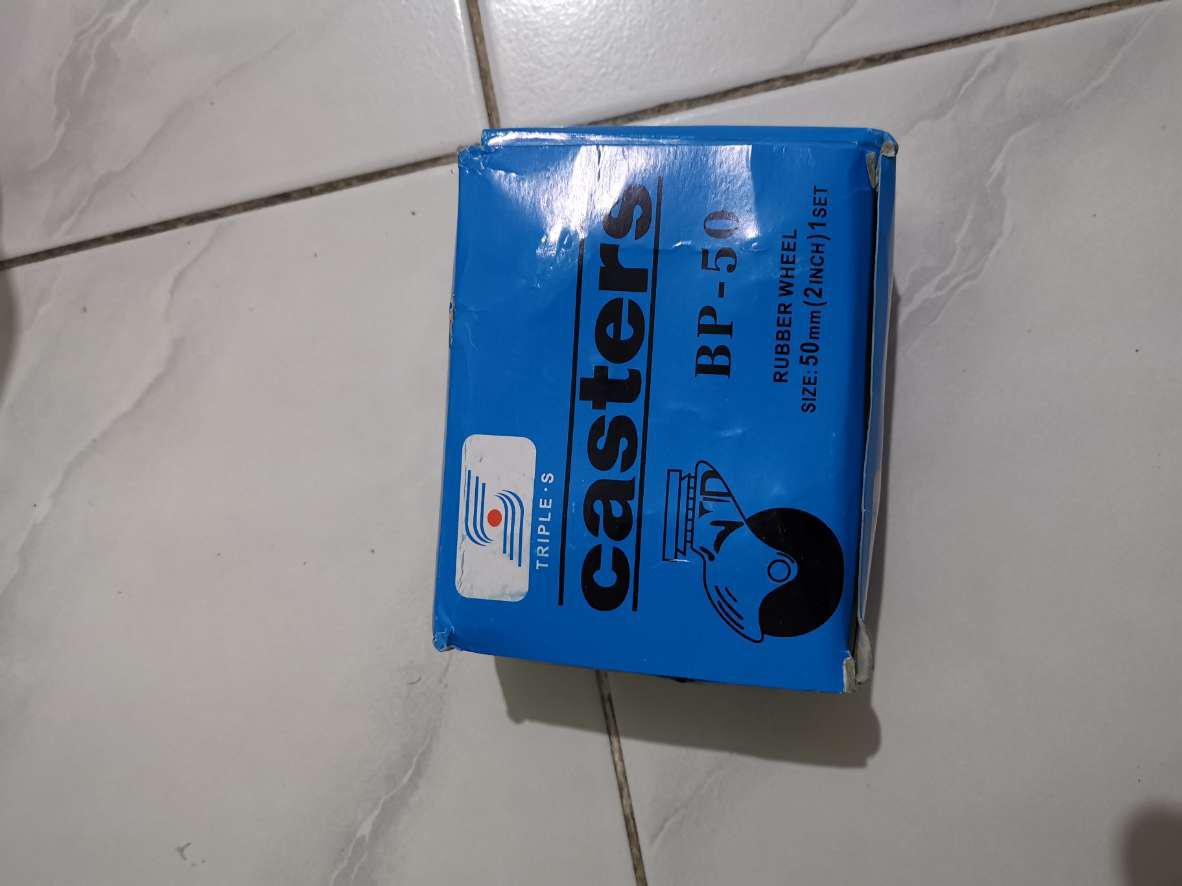 TRIPLE·S
casters
BP-50
RUBBER WHEEL
SIZE: 50mm(2INCH)1SET